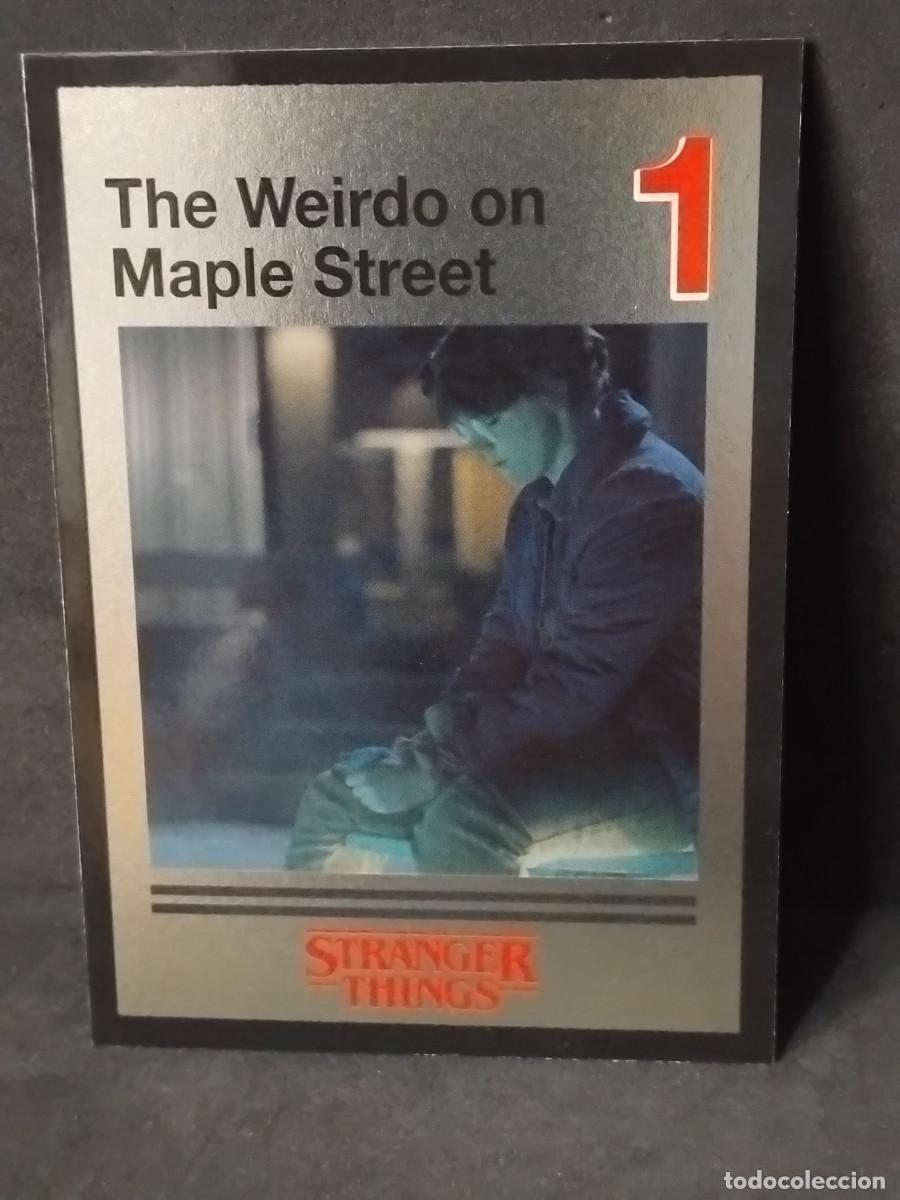 The Weirdo on
Maple Street
1
STRANGER
THINGS
todocoleccion